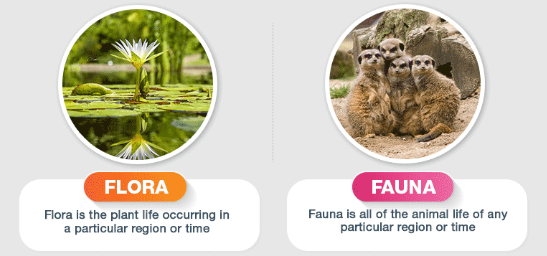 FLORA
Flora is the plant life occurring in
a particular region or time
FAUNA
Fauna is all of the animal life of any
particular region or time